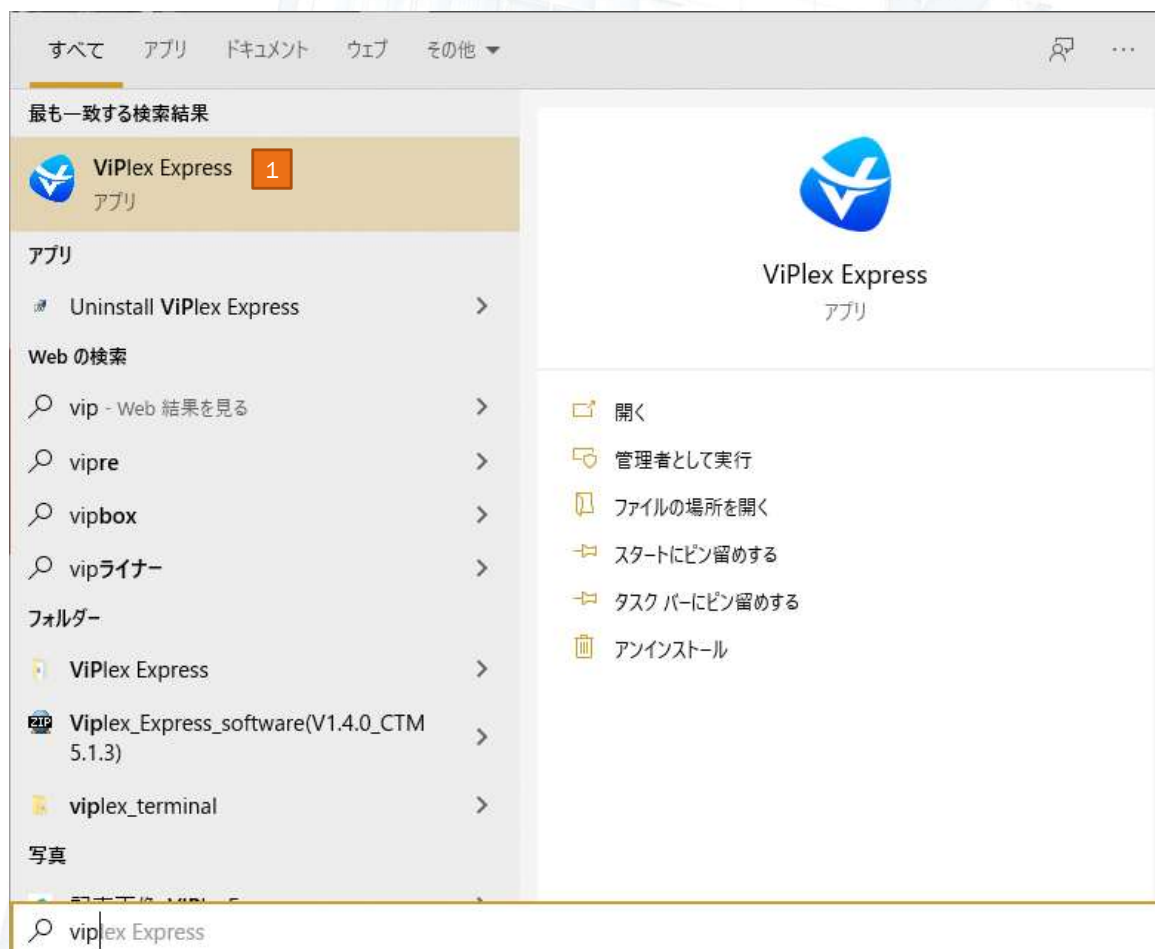 すべて アプリ ドキュメント ウェブ その他
最も一致する検索結果
ViPlex Express 1
アプリ
アプリ
Uninstall ViPlex Express
Web の検索
vip - Web 結果を見る
vipre
vipbox
vipライナー
フォルダー
ViPlex Express
Viplex_Express_software(V1.4.0_CTM
5.1.3)
viplex_terminal
写真
viplex Express
ViPlex Express
アプリ
開く
管理者として実行
ファイルの場所を開く
スタートにピン留めする
タスク バーにピン留めする
アンインストール